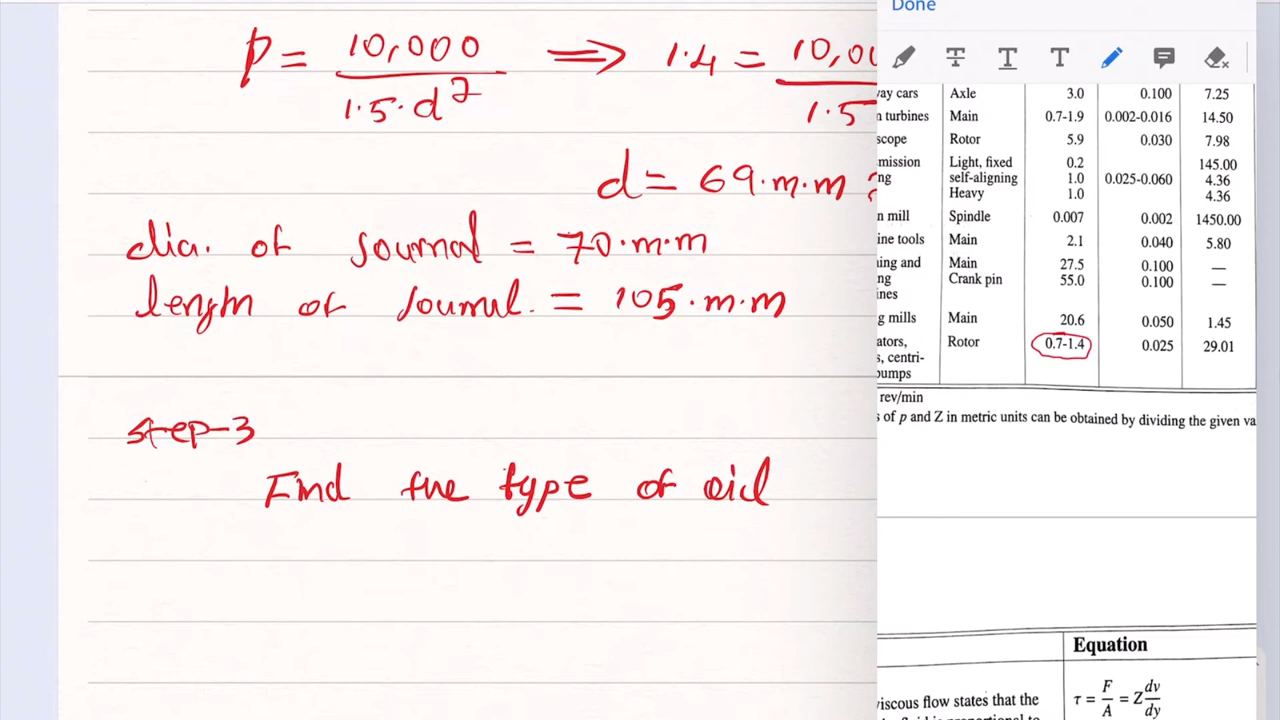 p = 10,000 / 1.5·d² ⟹ 1.4 = 10,00 / 1.5
d = 69·m·m
dia. of Journal = 70·m·m
length of Journal. = 105·m·m
step-3
Find the type of oil
Done
T T T
ay cars Axle 3.0 0.100 7.25
n turbines Main 0.7-1.9 0.002-0.016 14.50
scope Rotor 5.9 0.030 7.98
mission Light, fixed 0.2 145.00
ng self-aligning 1.0 0.025-0.060 4.36
Heavy 1.0 4.36
n mill Spindle 0.007 0.002 1450.00
ine tools Main 2.1 0.040 5.80
ing and Main 27.5 0.100 —
ng Crank pin 55.0 0.100 —
ines
g mills Main 20.6 0.050 1.45
ators, Rotor 0.7-1.4 0.025 29.01
s, centri-
umps
rev/min
s of p and Z in metric units can be obtained by dividing the given va
Equation
iscous flow states that the
τ = F/A = Z dv/dy